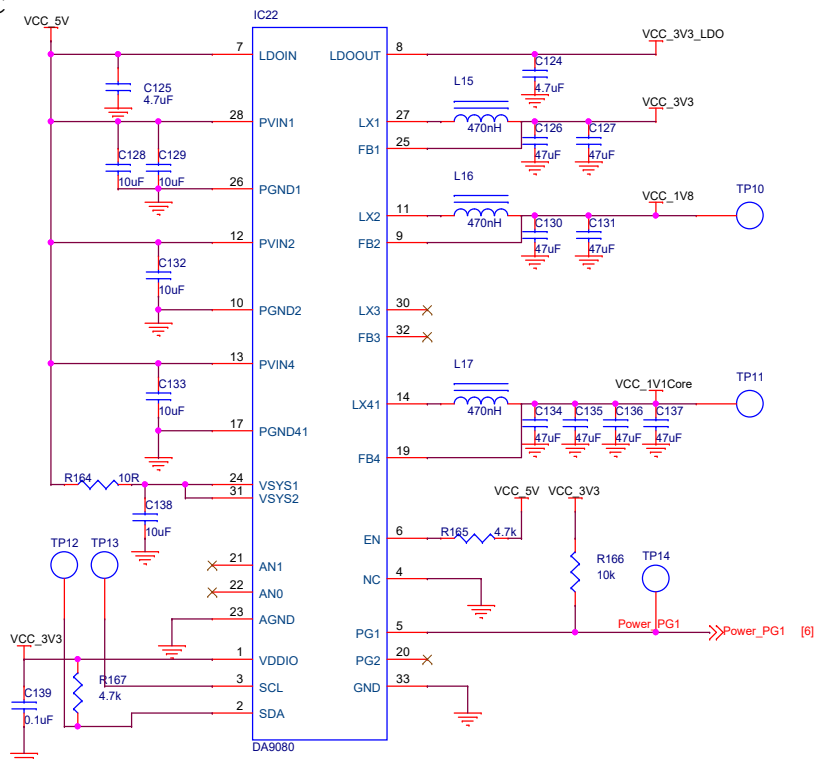 IC22
VCC_5V
7 LDOIN LDOOUT 8
VCC_3V3_LDO
C125
4.7uF
C124
4.7uF
L15
VCC_3V3
28 PVIN1 LX1 27
470nH
C126
47uF
C127
47uF
FB1 25
C128
10uF
C129
10uF
26 PGND1
L16
VCC_1V8
TP10
LX2 11
470nH
C130
47uF
C131
47uF
12 PVIN2 FB2 9
C132
10uF
10 PGND2 LX3 30
FB3 32
13 PVIN4
L17
VCC_1V1Core
TP11
C133
10uF
LX41 14
470nH
C134
47uF
C135
47uF
C136
47uF
C137
47uF
17 PGND41
FB4 19
R164 10R
24 VSYS1
31 VSYS2
C138
10uF
VCC_5V VCC_3V3
EN 6
R165 4.7k
TP12 TP13
21 AN1
22 AN0
NC 4
R166
10k
TP14
23 AGND
PG1 5
Power_PG1
Power_PG1 [6]
VCC_3V3
1 VDDIO PG2 20
R167
4.7k
3 SCL GND 33
C139
0.1uF
2 SDA
DA9080